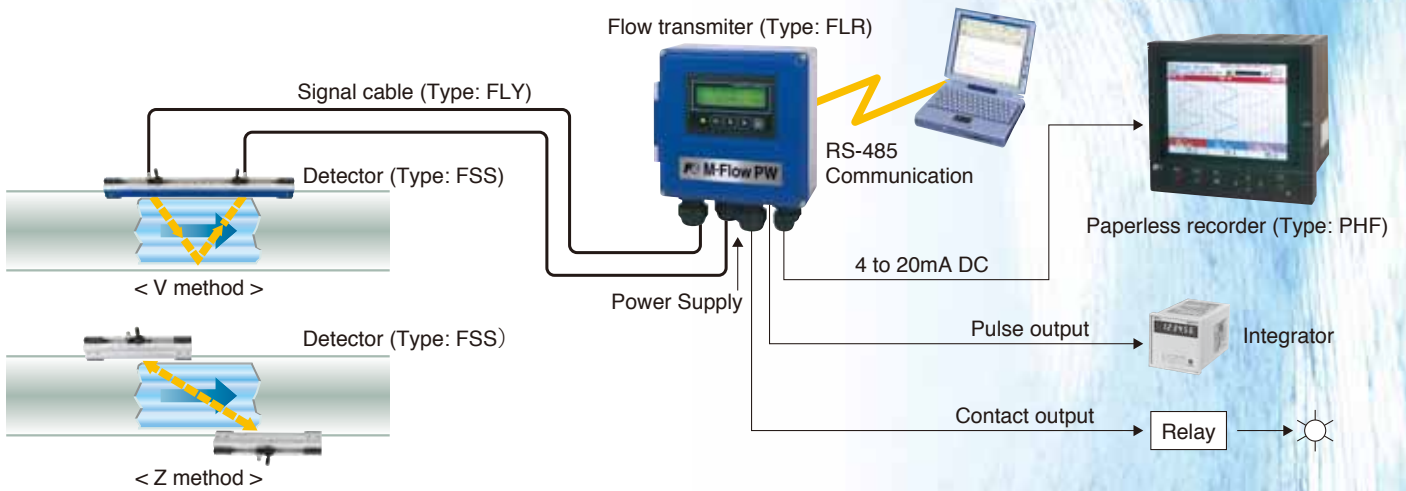 Flow transmiter (Type: FLR)
Signal cable (Type: FLY)
Detector (Type: FSS)
< V method >
M-Flow PW
RS-485
Communication
Paperless recorder (Type: PHF)
4 to 20mA DC
Power Supply
Detector (Type: FSS)
Pulse output
Integrator
Contact output
Relay
< Z method >